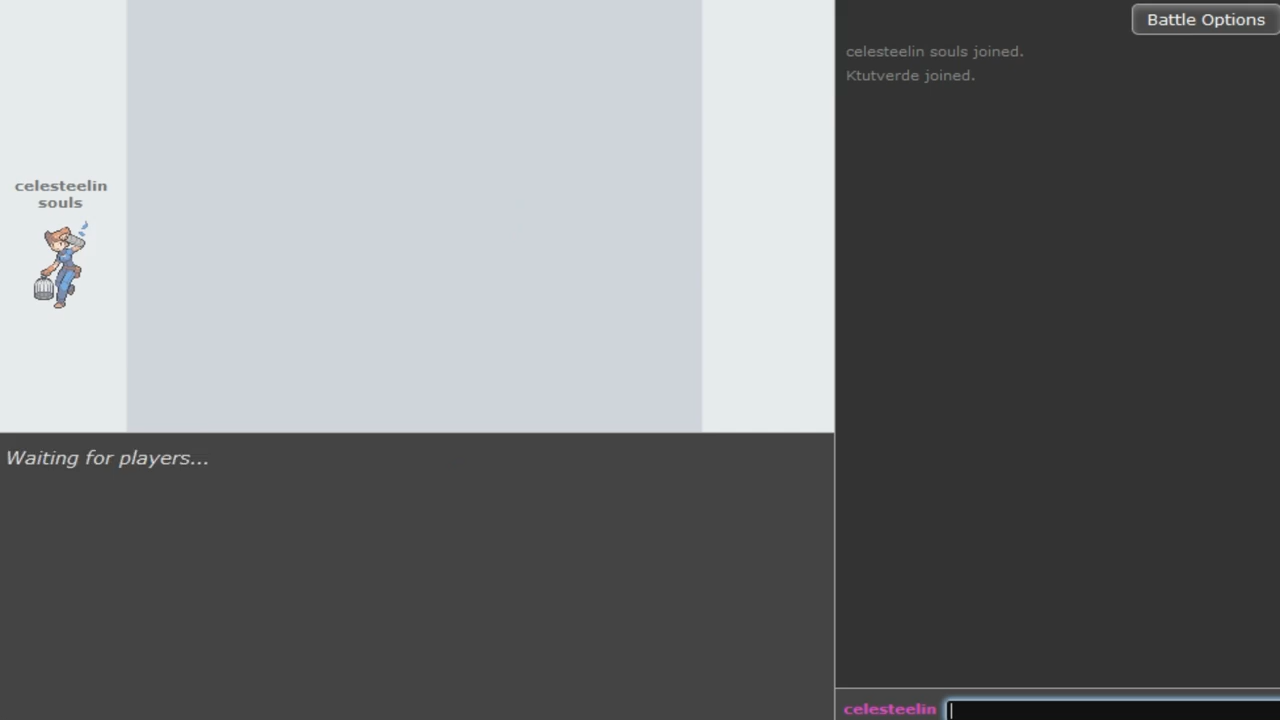 Battle Options
celesteelin souls joined.
Ktutverde joined.
celesteelin
souls
Waiting for players...
celesteelin